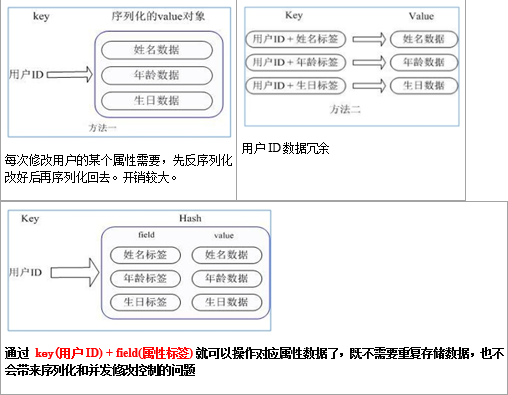 key 序列化的value对象
姓名数据
用户ID 年龄数据
生日数据
方法一
每次修改用户的某个属性需要，先反序列化
改好后再序列化回去。开销较大。
Key Value
用户ID + 姓名标签 姓名数据
用户ID + 年龄标签 年龄数据
用户ID + 生日标签 生日数据
方法二
用户 ID 数据冗余
Key Hash
field value
姓名标签 姓名数据
用户ID 年龄标签 年龄数据
生日标签 生日数据
通过 key(用户 ID) + field(属性标签) 就可以操作对应属性数据了，既不需要重复存储数据，也不
会带来序列化和并发修改控制的问题